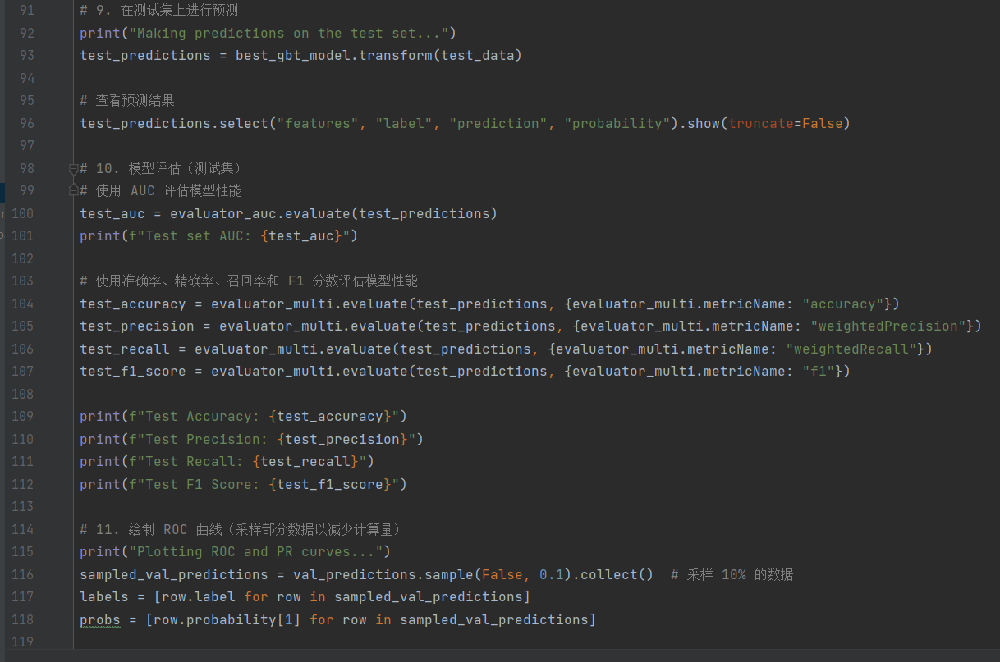 91 # 9. 在测试集上进行预测
92 print("Making predictions on the test set...")
93 test_predictions = best_gbt_model.transform(test_data)
94
95 # 查看预测结果
96 test_predictions.select("features", "label", "prediction", "probability").show(truncate=False)
97
98 # 10. 模型评估（测试集）
99 # 使用 AUC 评估模型性能
100 test_auc = evaluator_auc.evaluate(test_predictions)
101 print(f"Test set AUC: {test_auc}")
102
103 # 使用准确率、精确率、召回率和 F1 分数评估模型性能
104 test_accuracy = evaluator_multi.evaluate(test_predictions, {evaluator_multi.metricName: "accuracy"})
105 test_precision = evaluator_multi.evaluate(test_predictions, {evaluator_multi.metricName: "weightedPrecision"})
106 test_recall = evaluator_multi.evaluate(test_predictions, {evaluator_multi.metricName: "weightedRecall"})
107 test_f1_score = evaluator_multi.evaluate(test_predictions, {evaluator_multi.metricName: "f1"})
108
109 print(f"Test Accuracy: {test_accuracy}")
110 print(f"Test Precision: {test_precision}")
111 print(f"Test Recall: {test_recall}")
112 print(f"Test F1 Score: {test_f1_score}")
113
114 # 11. 绘制 ROC 曲线（采样部分数据以减少计算量）
115 print("Plotting ROC and PR curves...")
116 sampled_val_predictions = val_predictions.sample(False, 0.1).collect()  # 采样 10% 的数据
117 labels = [row.label for row in sampled_val_predictions]
118 probs = [row.probability[1] for row in sampled_val_predictions]
119